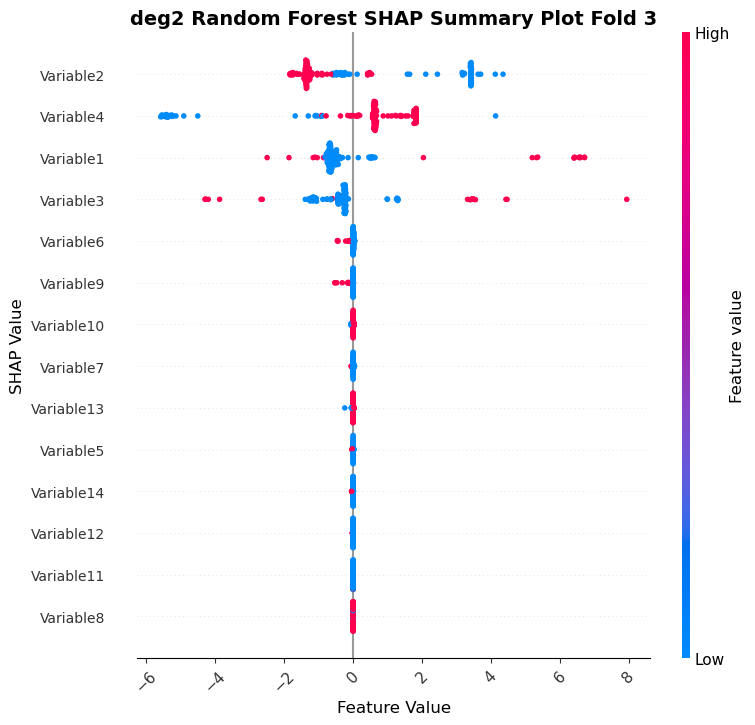 deg2 Random Forest SHAP Summary Plot Fold 3
High
Variable2
Variable4
Variable1
Variable3
Variable6
Variable9
Variable10
Variable7
Variable13
Variable5
Variable14
Variable12
Variable11
Variable8
SHAP Value
Feature value
Low
−6
−4
−2
0
2
4
6
8
Feature Value